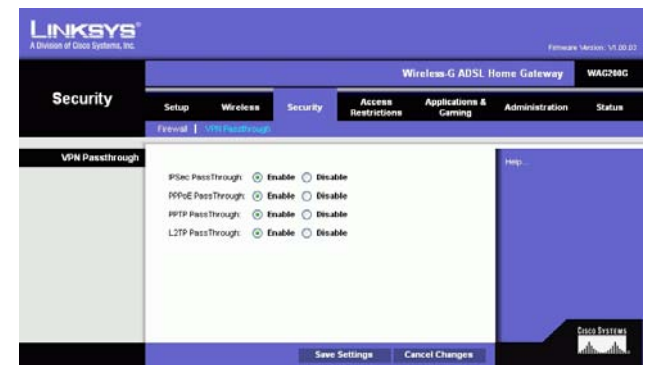 LINKSYS®
A Division of Cisco Systems, Inc.
Firmware Version: V1.00.03
Wireless-G ADSL Home Gateway WAG200G
Security
Setup Wireless Security Access Restrictions Applications & Gaming Administration Status
Firewall | VPN Passthrough
VPN Passthrough
IPSec PassThrough: Enable Disable
PPPoE PassThrough: Enable Disable
PPTP PassThrough: Enable Disable
L2TP PassThrough: Enable Disable
Help...
CISCO SYSTEMS
Save Settings Cancel Changes